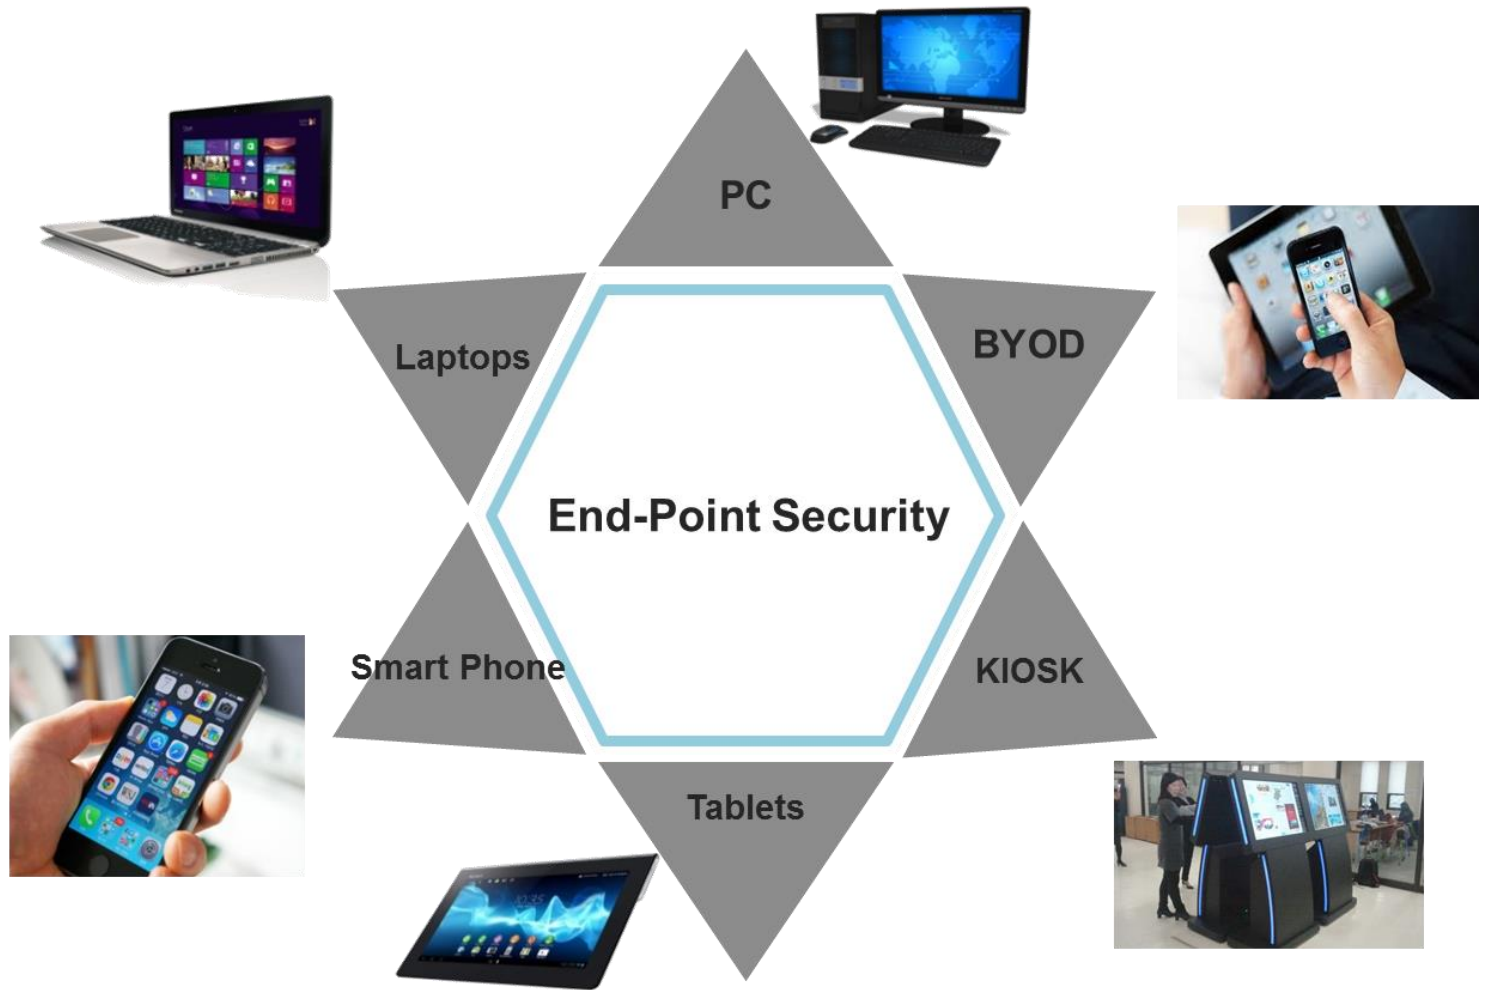 PC
BYOD
Laptops
End-Point Security
Smart Phone
KIOSK
Tablets